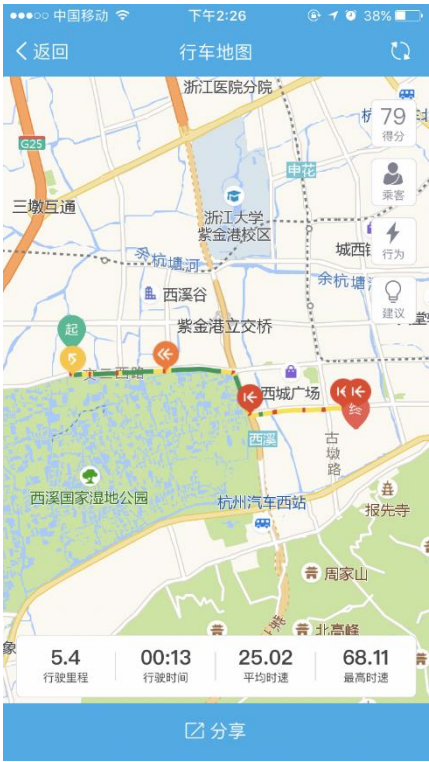 中国移动 下午2:26 38%
返回 行车地图
浙江医院分院
79
得分
G25
申花
乘客
三墩互通
浙江大学
紫金港校区
行为
余杭塘河
余杭塘
西溪谷
建议
紫金港立交桥
起
文二西路
西城广场
西溪
古墩路
西溪国家湿地公园
杭州汽车西站
报先寺
周家山
北高峰
5.4 00:13 25.02 68.11
行驶里程 行驶时间 平均时速 最高时速
分享